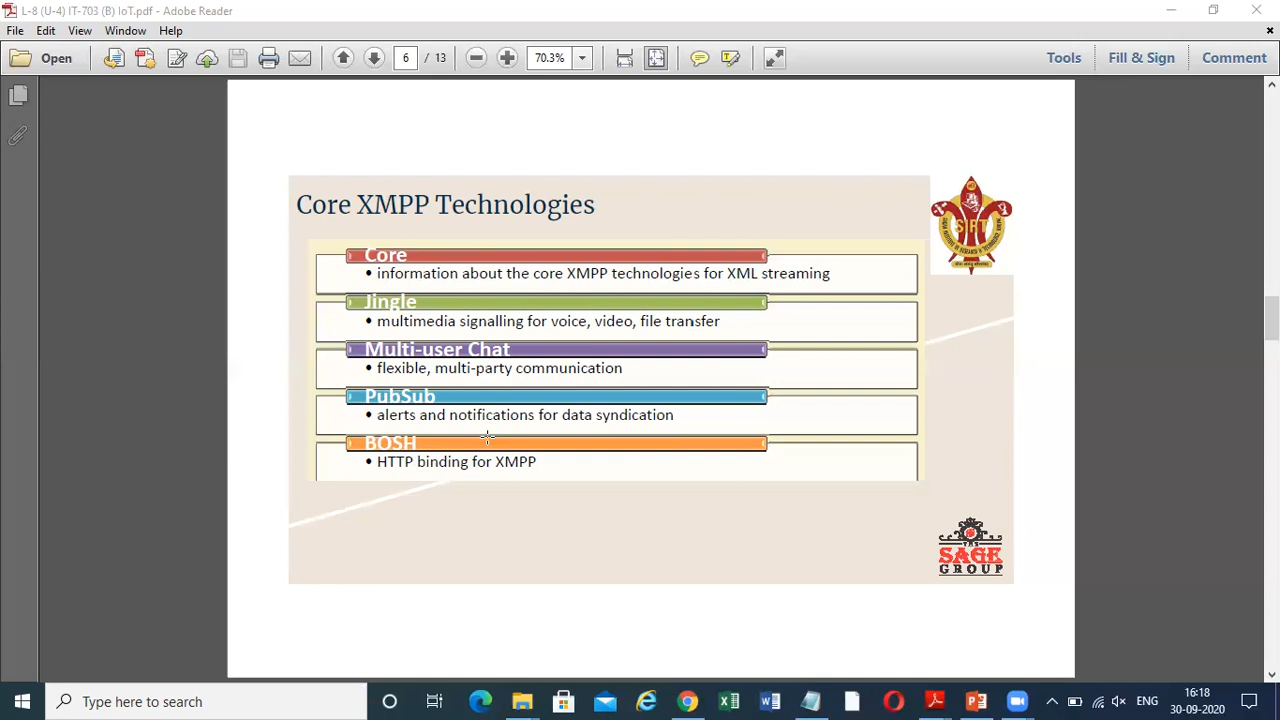 L-8 (U-4) IT-703 (B) IoT.pdf - Adobe Reader
File Edit View Window Help
Open 6 / 13 70.3% Tools Fill & Sign Comment
Core XMPP Technologies
SIRT
Core
• information about the core XMPP technologies for XML streaming
Jingle
• multimedia signalling for voice, video, file transfer
Multi-user Chat
• flexible, multi-party communication
PubSub
• alerts and notifications for data syndication
BOSH
• HTTP binding for XMPP
THE
SAGE
GROUP
Type here to search
ENG
16:18
30-09-2020